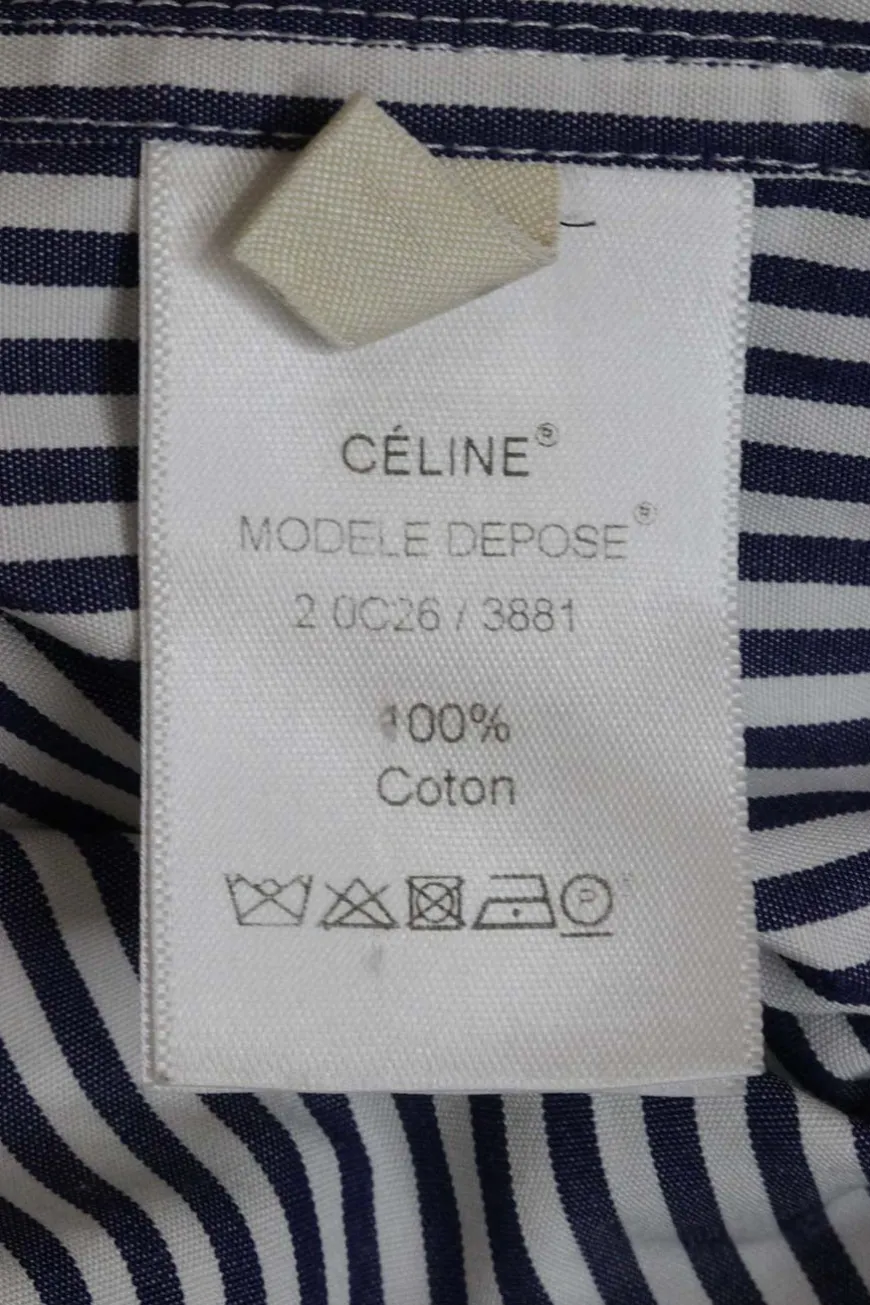 CÉLINE®
MODELE DEPOSE®
2 0C26 / 3881
100%
Coton
P